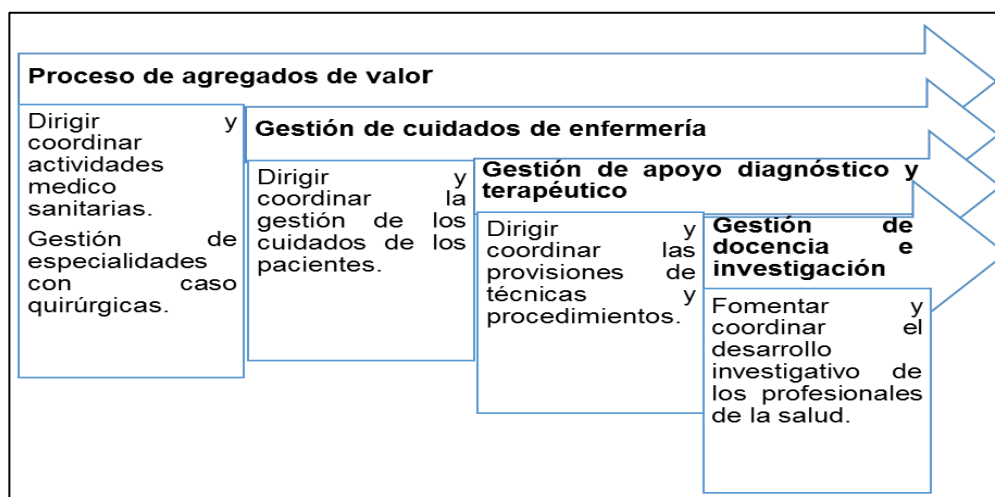 Proceso de agregados de valor
Dirigir y
coordinar
actividades
medico
sanitarias.
Gestión de
especialidades
con caso
quirúrgicas.
Gestión de cuidados de enfermería
Dirigir y
coordinar la
gestión de los
cuidados de los
pacientes.
Gestión de apoyo diagnóstico y
terapéutico
Dirigir y
coordinar las
provisiones de
técnicas y
procedimientos.
Gestión de
docencia e
investigación
Fomentar y
coordinar el
desarrollo
investigativo de
los profesionales
de la salud.